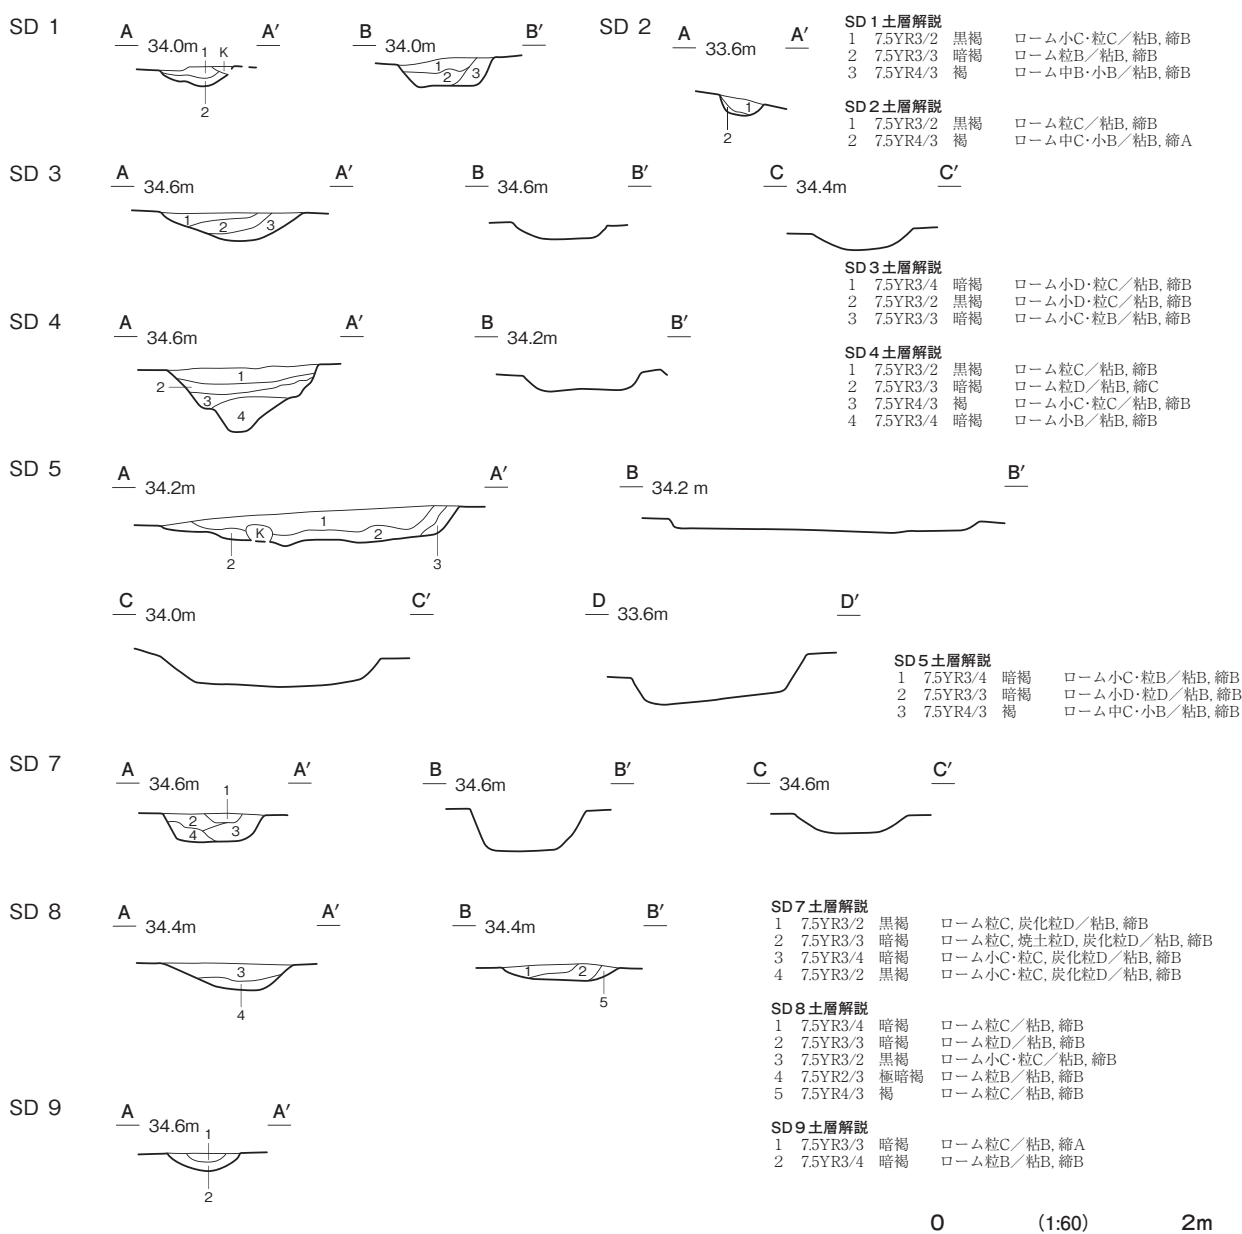 SD 1
A 34.0m A′
1 K
2
B 34.0m B′
1
2 3
SD 2
A 33.6m A′
1
2
SD1土層解説
1 7.5YR3/2 黒褐 ローム小C・粒C／粘B, 締B
2 7.5YR3/3 暗褐 ローム粒B／粘B, 締B
3 7.5YR4/3 褐 ローム中B・小B／粘B, 締B
SD2土層解説
1 7.5YR3/2 黒褐 ローム粒C／粘B, 締B
2 7.5YR4/3 褐 ローム中C・小B／粘B, 締A
SD 3
A 34.6m A′
1 2 3
B 34.6m B′
C 34.4m C′
SD3土層解説
1 7.5YR3/4 暗褐 ローム小D・粒C／粘B, 締B
2 7.5YR3/2 黒褐 ローム小D・粒C／粘B, 締B
3 7.5YR3/3 暗褐 ローム小C・粒B／粘B, 締B
SD 4
A 34.6m A′
1
2
3
4
B 34.2m B′
SD4土層解説
1 7.5YR3/2 黒褐 ローム粒C／粘B, 締B
2 7.5YR3/3 暗褐 ローム粒D／粘B, 締C
3 7.5YR4/3 褐 ローム小C・粒C／粘B, 締B
4 7.5YR3/4 暗褐 ローム小B／粘B, 締B
SD 5
A 34.2m A′
1
K 2
2 3
B 34.2 m B′
C 34.0m C′
D 33.6m D′
SD5土層解説
1 7.5YR3/4 暗褐 ローム小C・粒B／粘B, 締B
2 7.5YR3/3 暗褐 ローム小D・粒D／粘B, 締B
3 7.5YR4/3 褐 ローム中C・小B／粘B, 締B
SD 7
A 34.6m A′
1
2
4 3
B 34.6m B′
C 34.6m C′
SD7土層解説
1 7.5YR3/2 黒褐 ローム粒C, 炭化粒D／粘B, 締B
2 7.5YR3/3 暗褐 ローム粒C, 焼土粒D, 炭化粒D／粘B, 締B
3 7.5YR3/4 暗褐 ローム小C・粒C, 炭化粒D／粘B, 締B
4 7.5YR3/2 黒褐 ローム小C・粒C, 炭化粒D／粘B, 締B
SD 8
A 34.4m A′
3
4
B 34.4m B′
1 2
5
SD8土層解説
1 7.5YR3/4 暗褐 ローム粒C／粘B, 締B
2 7.5YR3/3 暗褐 ローム粒D／粘B, 締B
3 7.5YR3/2 黒褐 ローム小C・粒C／粘B, 締B
4 7.5YR2/3 極暗褐 ローム粒B／粘B, 締B
5 7.5YR4/3 褐 ローム粒C／粘B, 締B
SD 9
A 34.6m A′
1
2
SD9土層解説
1 7.5YR3/3 暗褐 ローム粒C／粘B, 締A
2 7.5YR3/4 暗褐 ローム粒B／粘B, 締B
0 (1:60) 2m